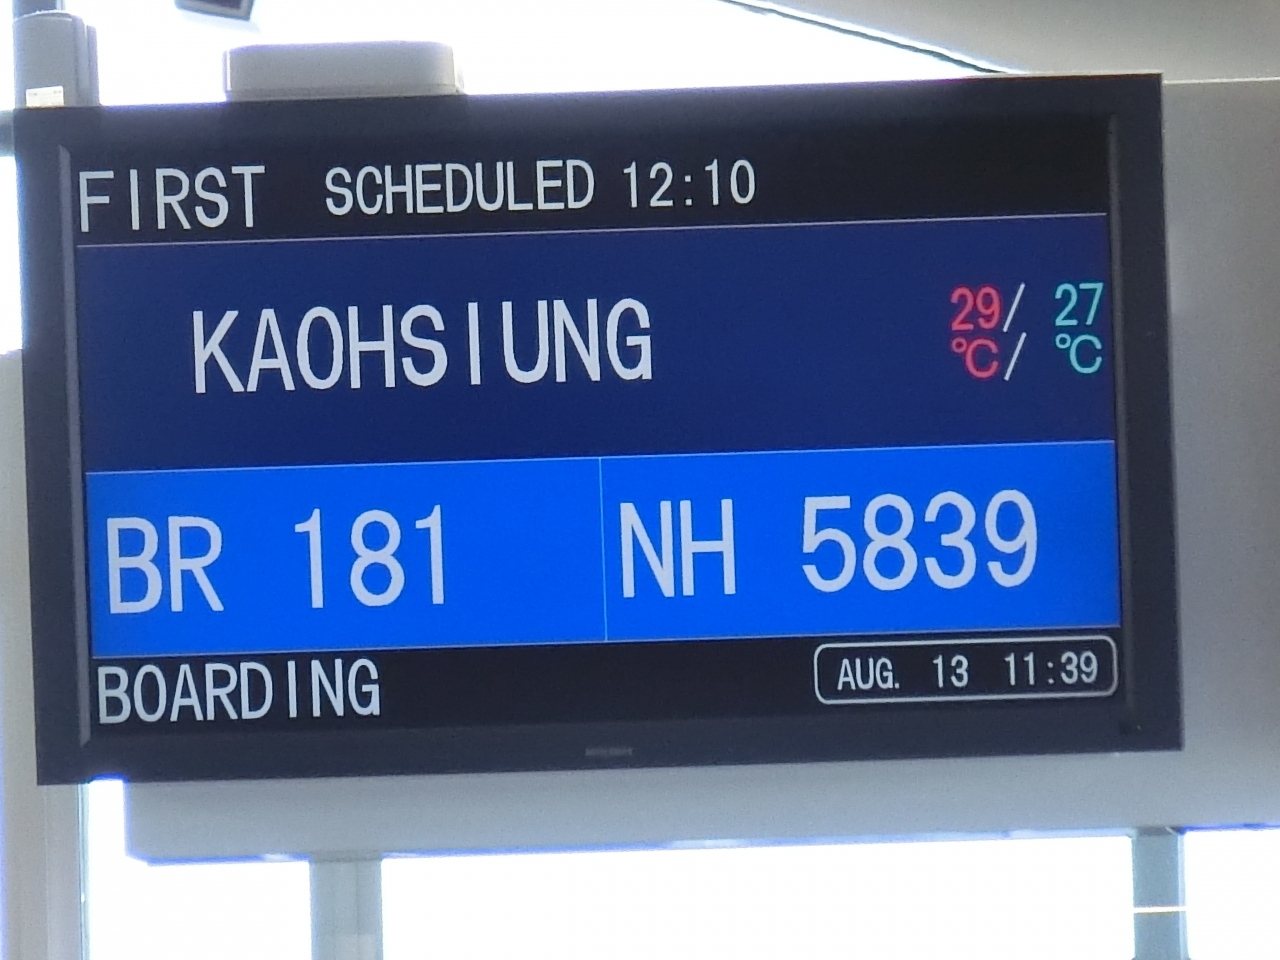 FIRST SCHEDULED 12:10
KAOHSIUNG
29/ 27
℃/ ℃
BR 181 NH 5839
BOARDING AUG. 13 11:39